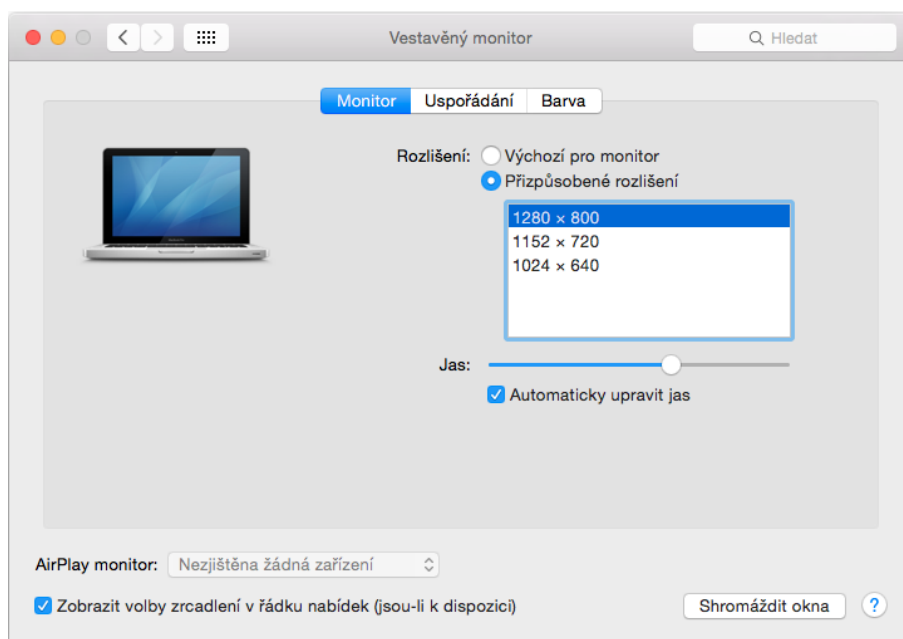 Vestavěný monitor
Hledat
Monitor Uspořádání Barva
Rozlišení: Výchozí pro monitor
Přizpůsobené rozlišení
1280 × 800
1152 × 720
1024 × 640
Jas:
Automaticky upravit jas
AirPlay monitor: Nezjištěna žádná zařízení
Zobrazit volby zrcadlení v řádku nabídek (jsou-li k dispozici)
Shromáždit okna ?